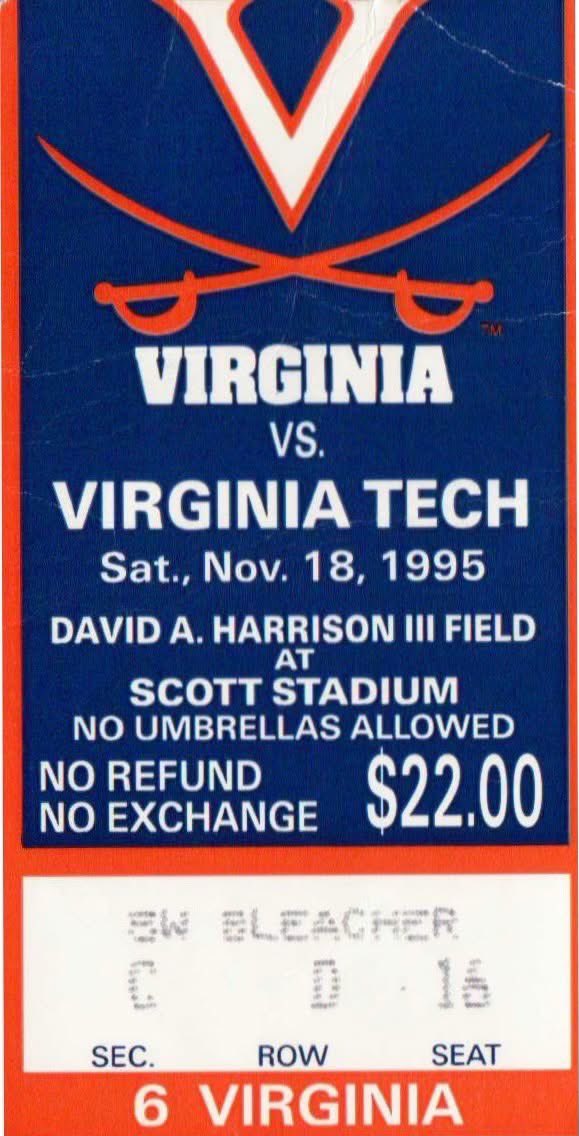 V
TM
VIRGINIA
VS.
VIRGINIA TECH
Sat., Nov. 18, 1995
DAVID A. HARRISON III FIELD
AT
SCOTT STADIUM
NO UMBRELLAS ALLOWED
NO REFUND
NO EXCHANGE
$22.00
SW BLEACHER
C
SEC. ROW SEAT
6 VIRGINIA